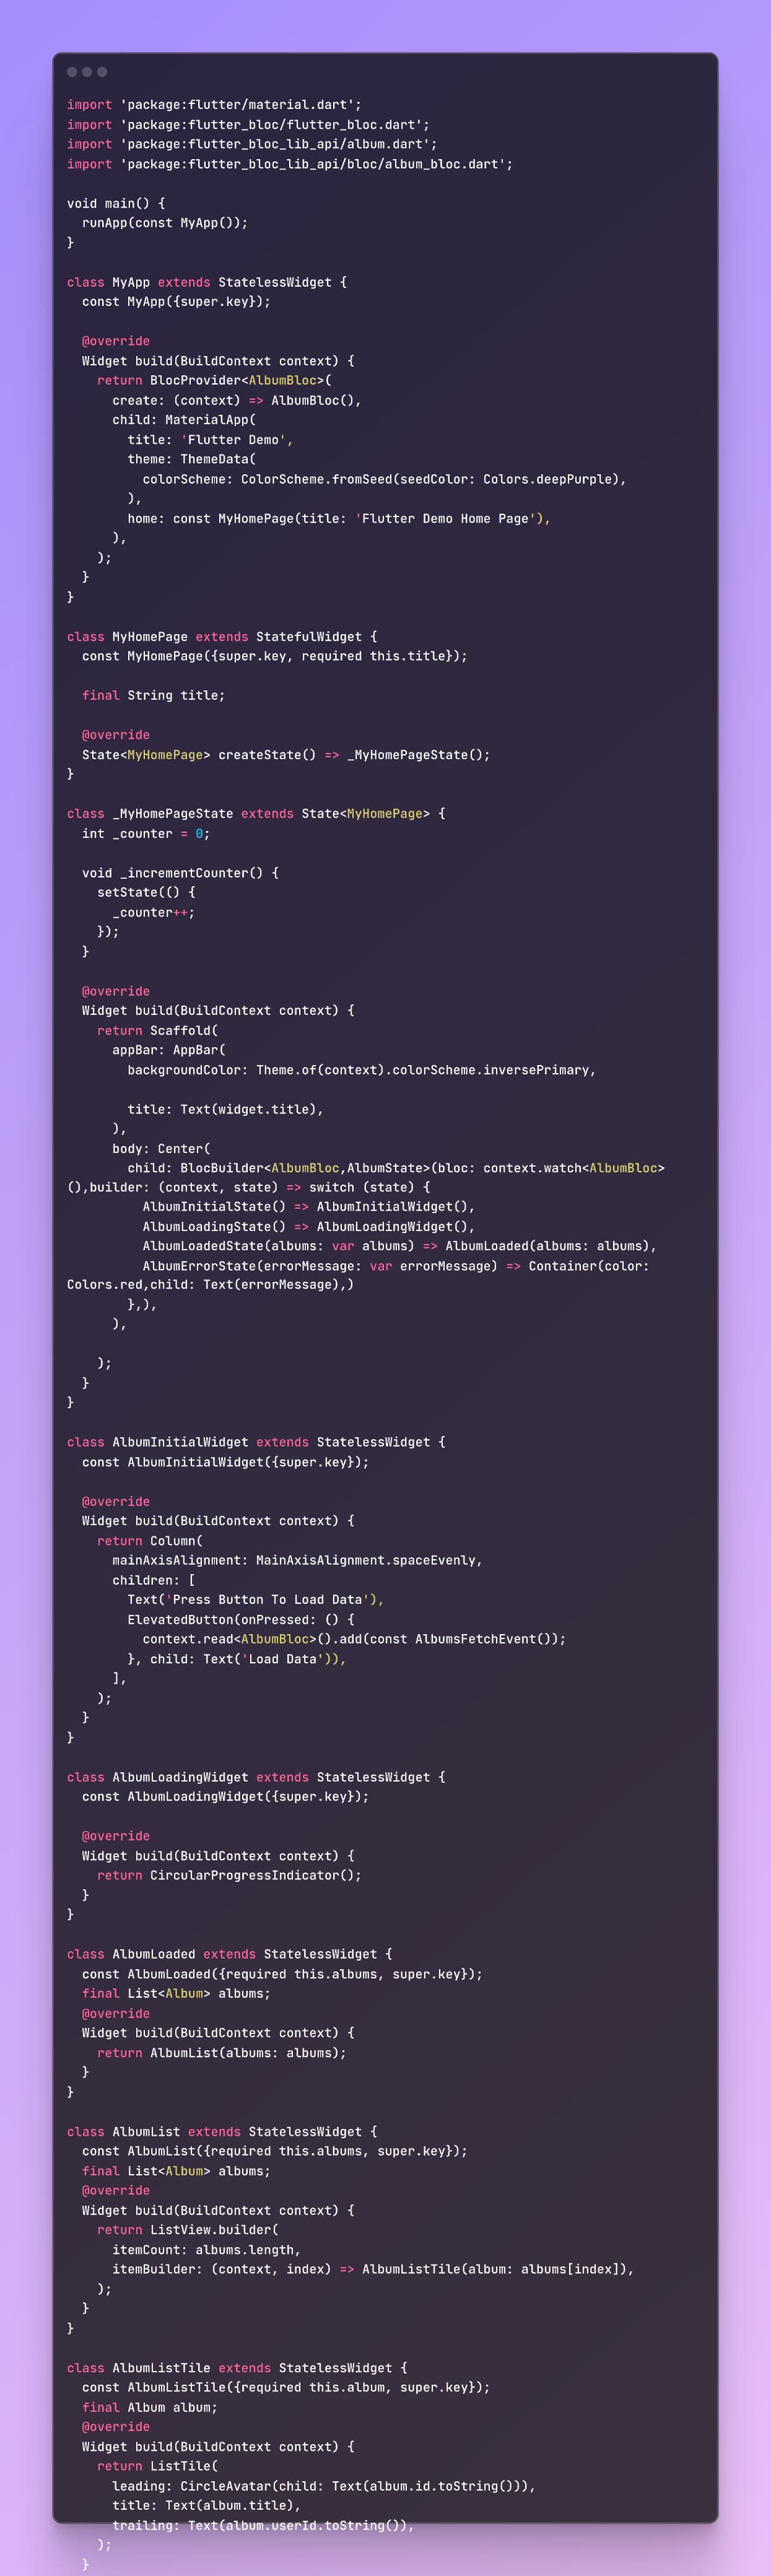 import 'package:flutter/material.dart';
import 'package:flutter_bloc/flutter_bloc.dart';
import 'package:flutter_bloc_lib_api/album.dart';
import 'package:flutter_bloc_lib_api/bloc/album_bloc.dart';

void main() {
  runApp(const MyApp());
}

class MyApp extends StatelessWidget {
  const MyApp({super.key});

  @override
  Widget build(BuildContext context) {
    return BlocProvider<AlbumBloc>(
      create: (context) => AlbumBloc(),
      child: MaterialApp(
        title: 'Flutter Demo',
        theme: ThemeData(
          colorScheme: ColorScheme.fromSeed(seedColor: Colors.deepPurple),
        ),
        home: const MyHomePage(title: 'Flutter Demo Home Page'),
      ),
    );
  }
}

class MyHomePage extends StatefulWidget {
  const MyHomePage({super.key, required this.title});

  final String title;

  @override
  State<MyHomePage> createState() => _MyHomePageState();
}

class _MyHomePageState extends State<MyHomePage> {
  int _counter = 0;

  void _incrementCounter() {
    setState(() {
      _counter++;
    });
  }

  @override
  Widget build(BuildContext context) {
    return Scaffold(
      appBar: AppBar(
        backgroundColor: Theme.of(context).colorScheme.inversePrimary,

        title: Text(widget.title),
      ),
      body: Center(
        child: BlocBuilder<AlbumBloc,AlbumState>(bloc: context.watch<AlbumBloc>
(),builder: (context, state) => switch (state) {
          AlbumInitialState() => AlbumInitialWidget(),
          AlbumLoadingState() => AlbumLoadingWidget(),
          AlbumLoadedState(albums: var albums) => AlbumLoaded(albums: albums),
          AlbumErrorState(errorMessage: var errorMessage) => Container(color:
Colors.red,child: Text(errorMessage),)
        },),
      ),

    );
  }
}

class AlbumInitialWidget extends StatelessWidget {
  const AlbumInitialWidget({super.key});

  @override
  Widget build(BuildContext context) {
    return Column(
      mainAxisAlignment: MainAxisAlignment.spaceEvenly,
      children: [
        Text('Press Button To Load Data'),
        ElevatedButton(onPressed: () {
          context.read<AlbumBloc>().add(const AlbumsFetchEvent());
        }, child: Text('Load Data')),
      ],
    );
  }
}

class AlbumLoadingWidget extends StatelessWidget {
  const AlbumLoadingWidget({super.key});

  @override
  Widget build(BuildContext context) {
    return CircularProgressIndicator();
  }
}

class AlbumLoaded extends StatelessWidget {
  const AlbumLoaded({required this.albums, super.key});
  final List<Album> albums;
  @override
  Widget build(BuildContext context) {
    return AlbumList(albums: albums);
  }
}

class AlbumList extends StatelessWidget {
  const AlbumList({required this.albums, super.key});
  final List<Album> albums;
  @override
  Widget build(BuildContext context) {
    return ListView.builder(
      itemCount: albums.length,
      itemBuilder: (context, index) => AlbumListTile(album: albums[index]),
    );
  }
}

class AlbumListTile extends StatelessWidget {
  const AlbumListTile({required this.album, super.key});
  final Album album;
  @override
  Widget build(BuildContext context) {
    return ListTile(
      leading: CircleAvatar(child: Text(album.id.toString())),
      title: Text(album.title),
      trailing: Text(album.userId.toString()),
    );
  }